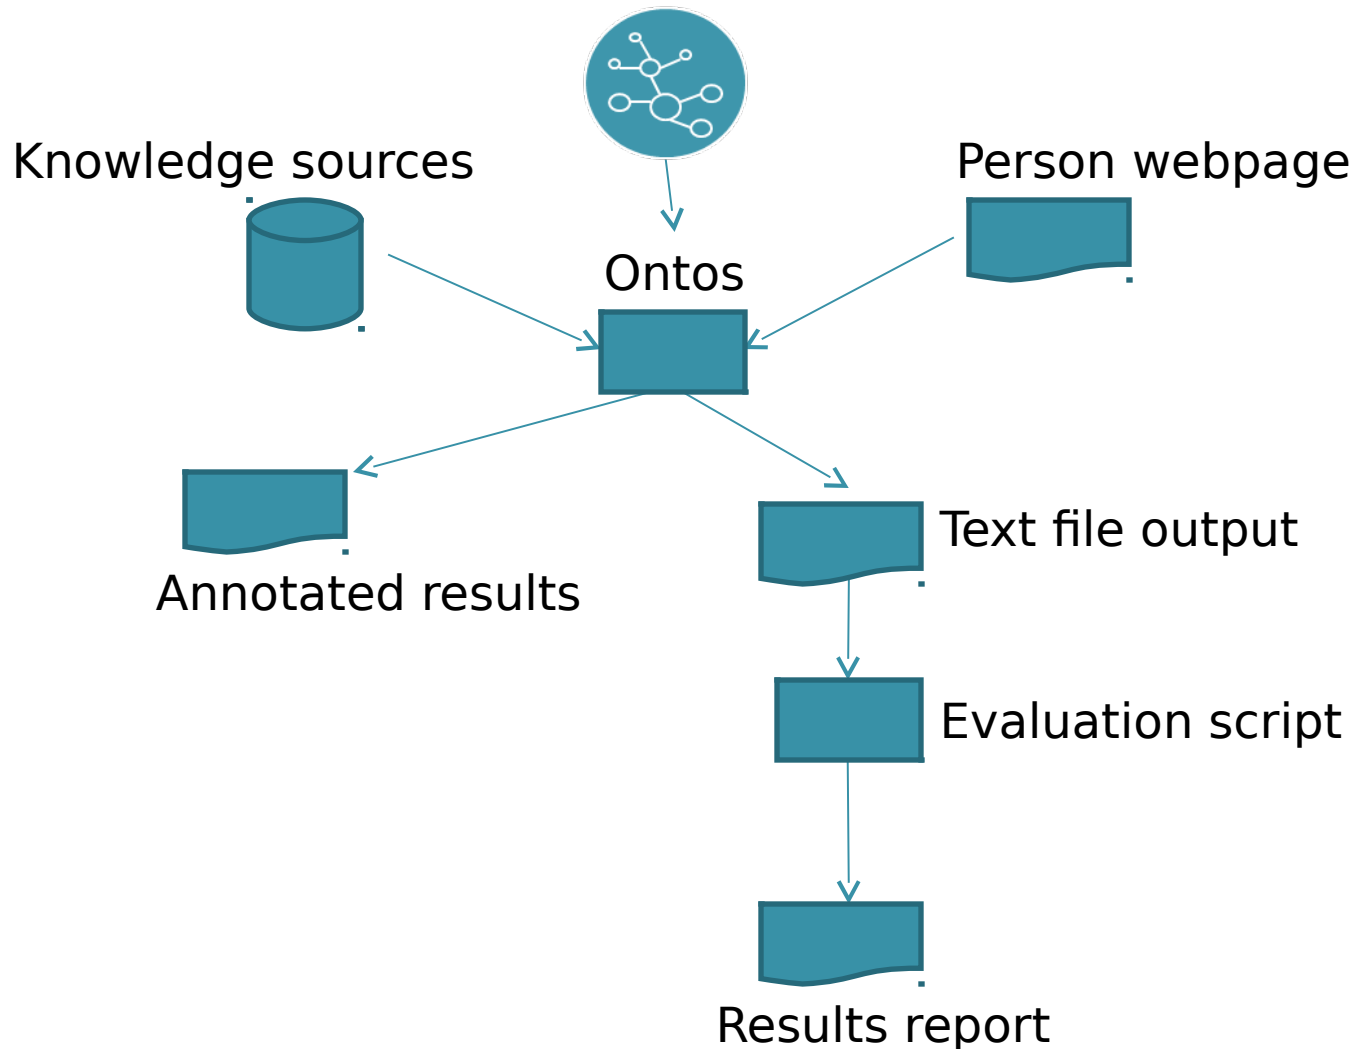 Knowledge sources
Person webpage
Ontos
Text file output
Annotated results
Evaluation script
Results report